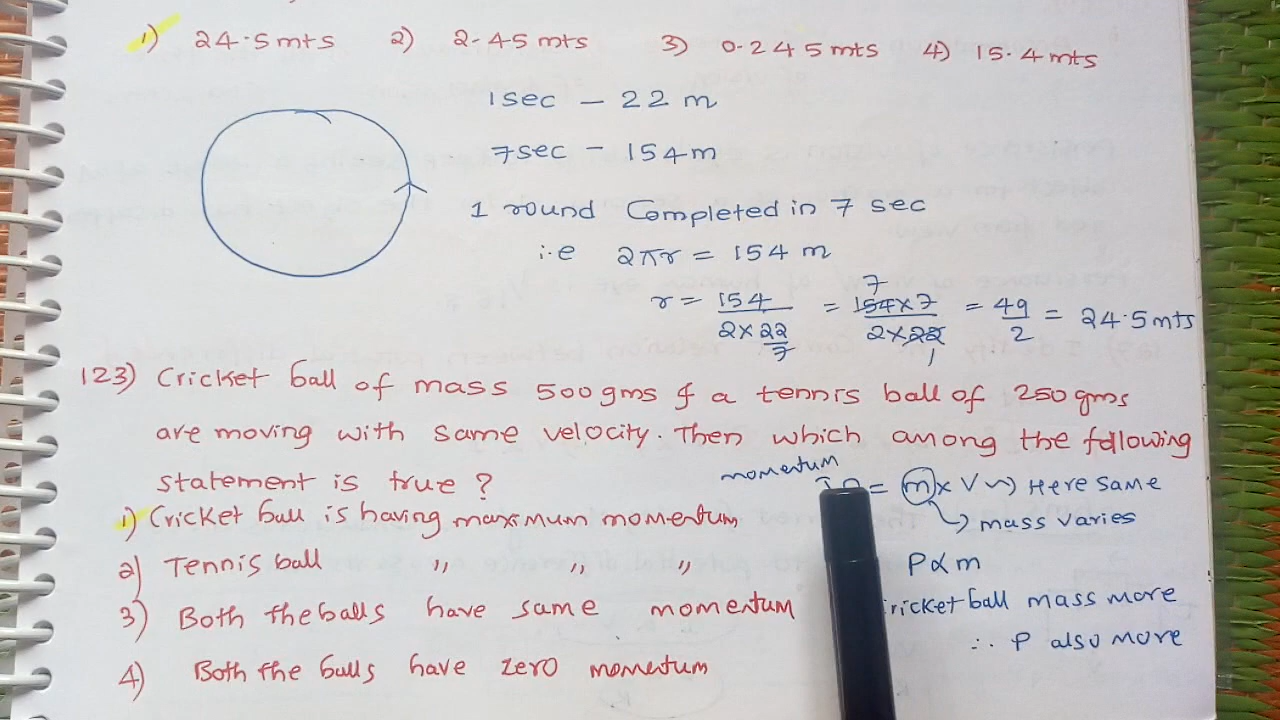 1) 24.5 mts 2) 2.45 mts 3) 0.245 mts 4) 15.4 mts
1 sec – 22 m
7 sec – 154 m
1 round Completed in 7 sec
i.e 2πr = 154 m
r = 154 / 2 × 22/7 = 154 × 7 / 2 × 22 = 49/2 = 24.5 mts
7
1
123) Cricket ball of mass 500 gms & a tennis ball of 250 gms
are moving with same velocity. Then which among the following
statement is true ?
momentum
= m × V → Here same
→ mass varies
1) Cricket ball is having maximum momentum
2) Tennis ball ,, ,, ,,
P ∝ m
3) Both the balls have same momentum
ricket ball mass more
∴ P also more
4) Both the balls have zero momentum